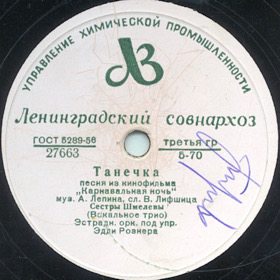 УПРАВЛЕНИЕ ХИМИЧЕСКОЙ ПРОМЫШЛЕННОСТИ
ЛЗ
Ленинградский совнархоз
ГОСТ 5289-56 третья гр
27663 5-70
Танечка
песня из кинофильма
„Карнавальная ночь"
муз. А. Лепина, сл. В. Лифшица
Сестры Шмелевы
(Вокальное трио)
Эстрадн. орк. под упр.
Эдди Рознера